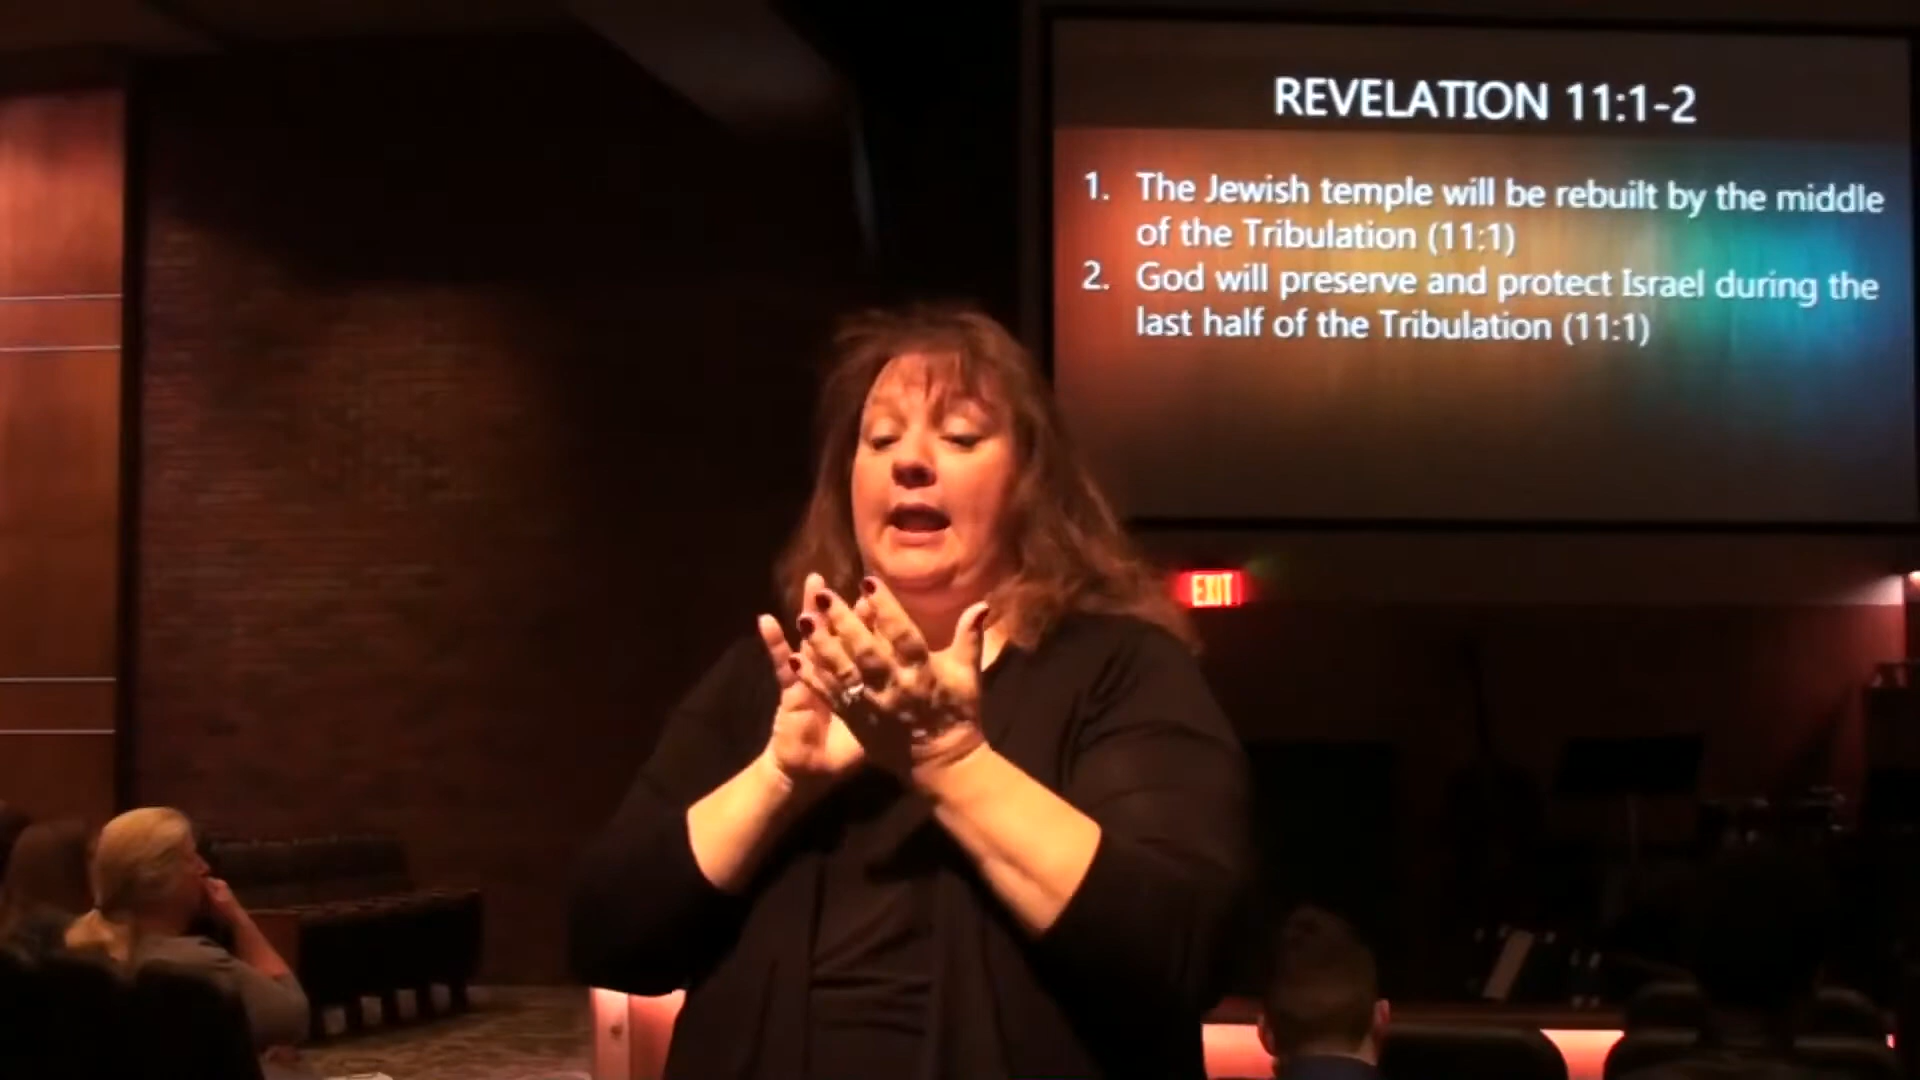 REVELATION 11:1-2
1. The Jewish temple will be rebuilt by the middle
of the Tribulation (11:1)
2. God will preserve and protect Israel during the
last half of the Tribulation (11:1)
EXIT